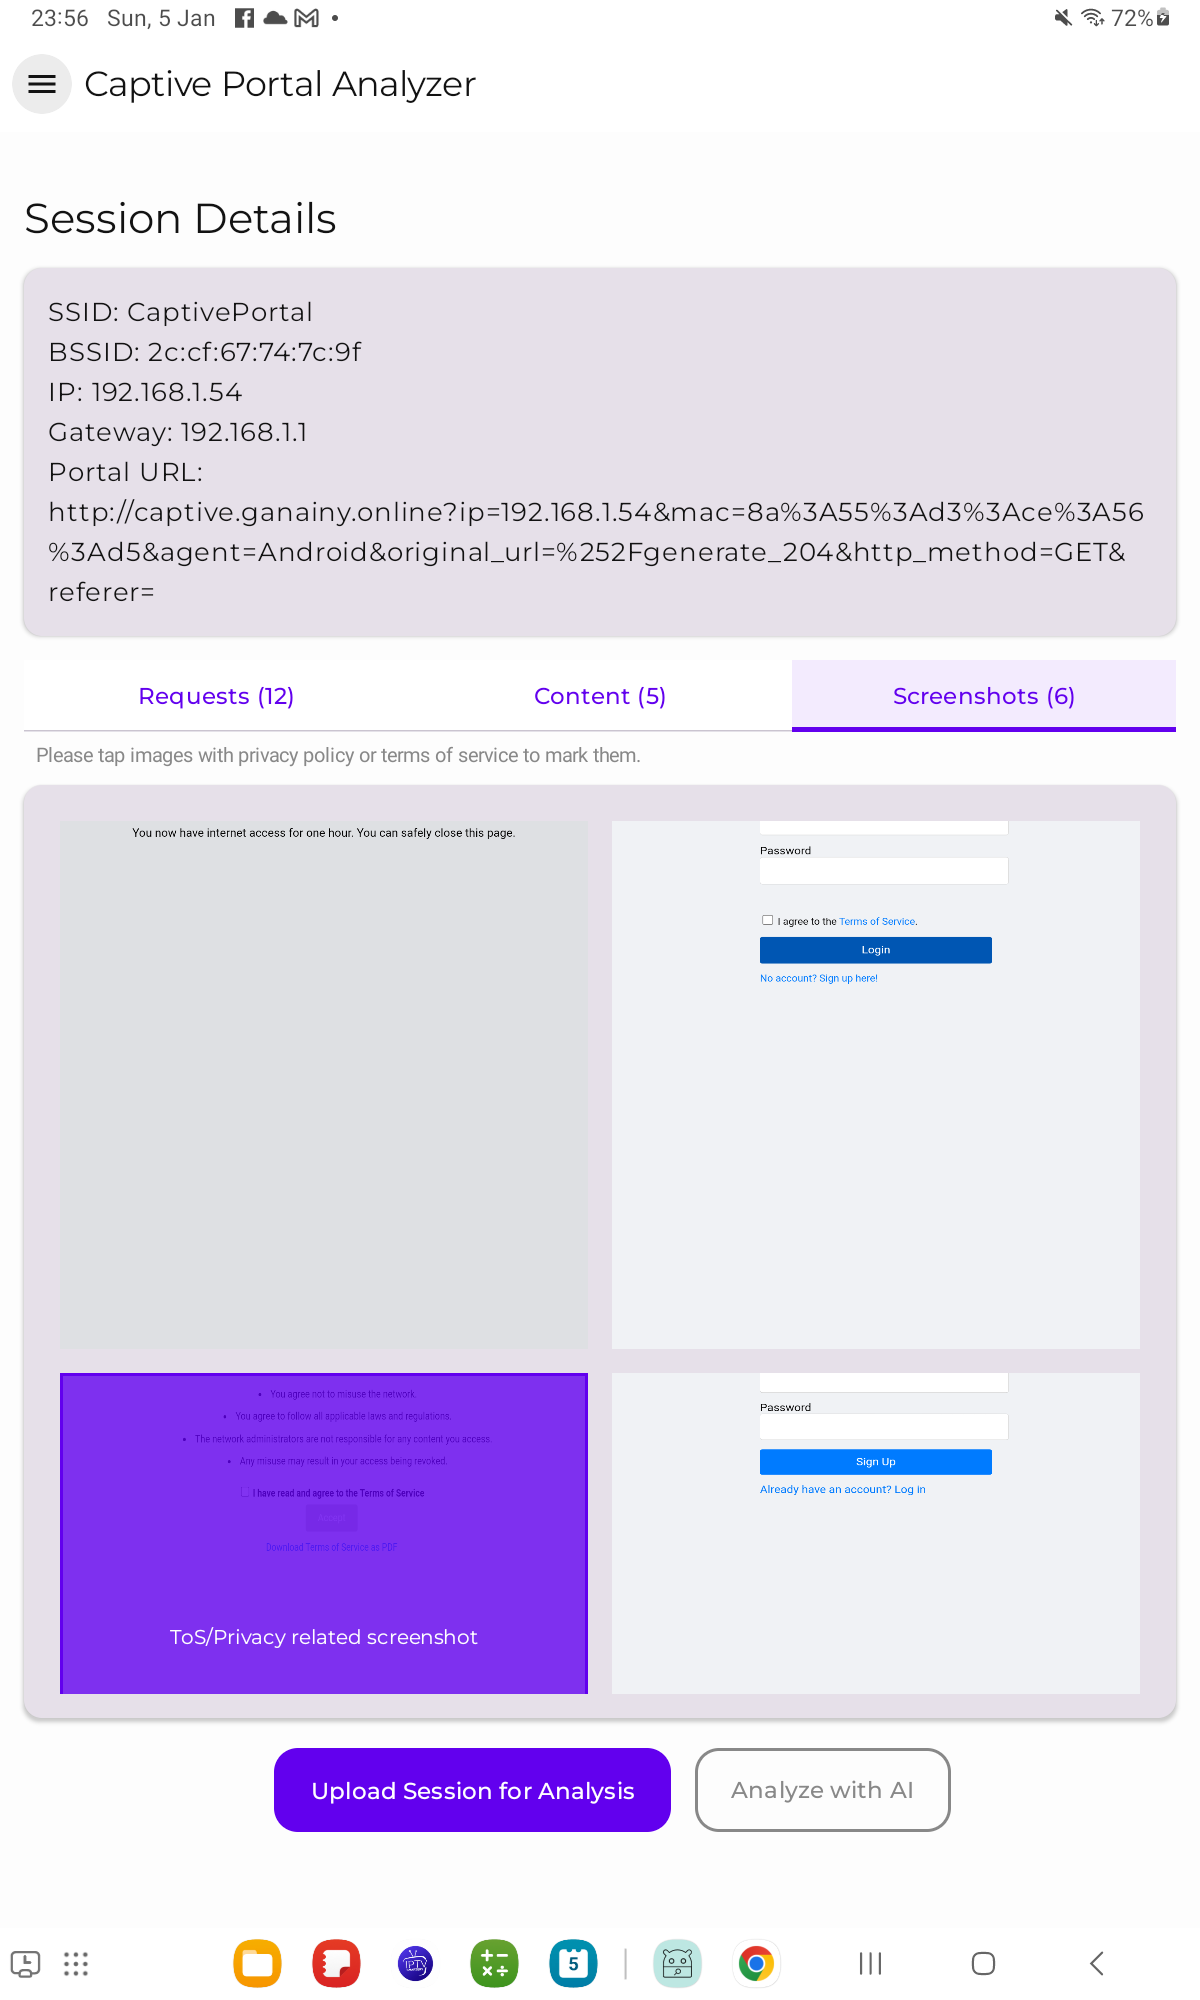 23:56 Sun, 5 Jan
72%
Captive Portal Analyzer
Session Details
SSID: CaptivePortal
BSSID: 2c:cf:67:74:7c:9f
IP: 192.168.1.54
Gateway: 192.168.1.1
Portal URL:
http://captive.ganainy.online?ip=192.168.1.54&mac=8a%3A55%3Ad3%3Ace%3A56
%3Ad5&agent=Android&original_url=%252Fgenerate_204&http_method=GET&
referer=
Requests (12)
Content (5)
Screenshots (6)
Please tap images with privacy policy or terms of service to mark them.
You now have internet access for one hour. You can safely close this page.
Password
I agree to the Terms of Service.
Login
No account? Sign up here!
• You agree not to misuse the network.
• You agree to follow all applicable laws and regulations.
• The network administrators are not responsible for any content you access.
• Any misuse may result in your access being revoked.
I have read and agree to the Terms of Service
Accept
Download Terms of Service as PDF
ToS/Privacy related screenshot
Password
Sign Up
Already have an account? Log in
Upload Session for Analysis
Analyze with AI
IPTV
5